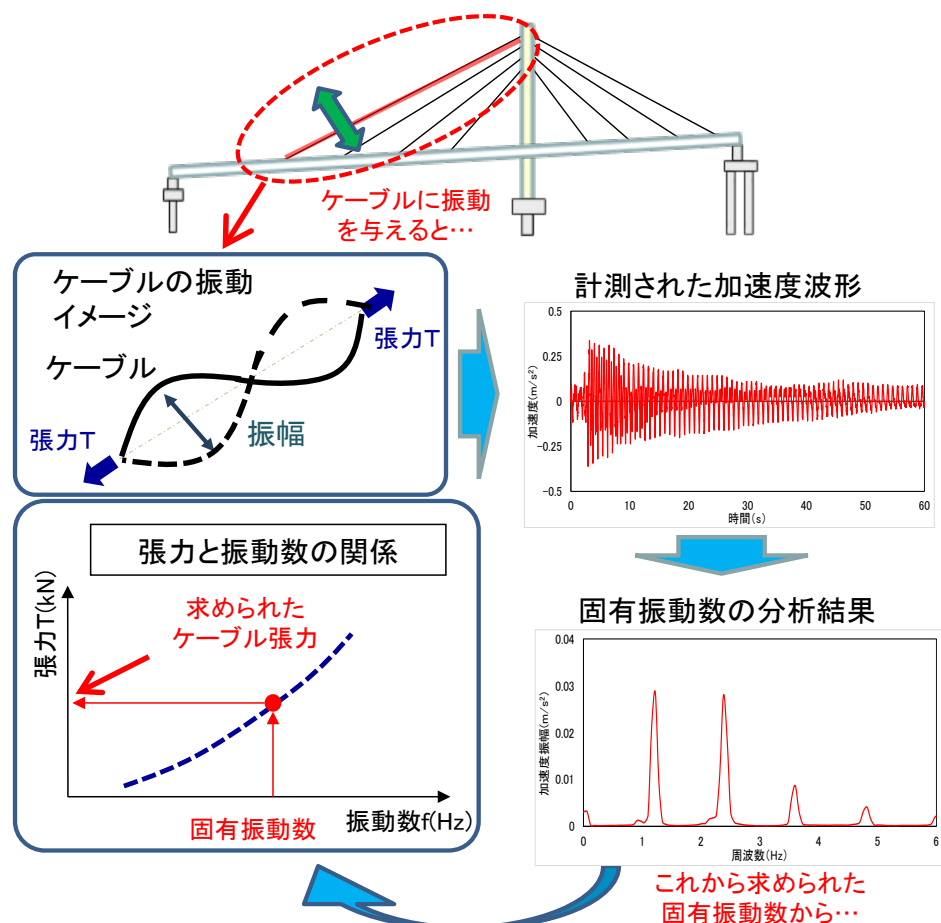 ケーブルに振動
を与えると…
ケーブルの振動
イメージ
ケーブル
張力T
張力T
振幅
計測された加速度波形
加速度(m/s²)
0.5
0.25
0
-0.25
-0.5
0 10 20 30 40 50 60
時間(s)
固有振動数の分析結果
加速度振幅(m/s²)
0.04
0.03
0.02
0.01
0
0 1 2 3 4 5 6
周波数(Hz)
これから求められた
固有振動数から…
張力と振動数の関係
張力T(kN)
求められた
ケーブル張力
固有振動数
振動数f(Hz)